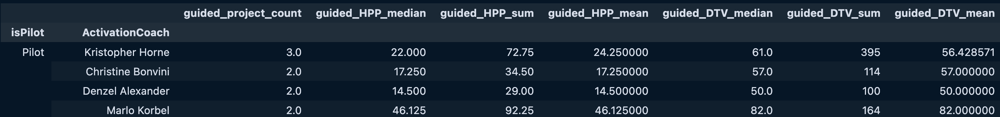 guided_project_count guided_HPP_median guided_HPP_sum guided_HPP_mean guided_DTV_median guided_DTV_sum guided_DTV_mean
isPilot ActivationCoach
Pilot Kristopher Horne 3.0 22.000 72.75 24.250000 61.0 395 56.428571
Christine Bonvini 2.0 17.250 34.50 17.250000 57.0 114 57.000000
Denzel Alexander 2.0 14.500 29.00 14.500000 50.0 100 50.000000
Marlo Korbel 2.0 46.125 92.25 46.125000 82.0 164 82.000000